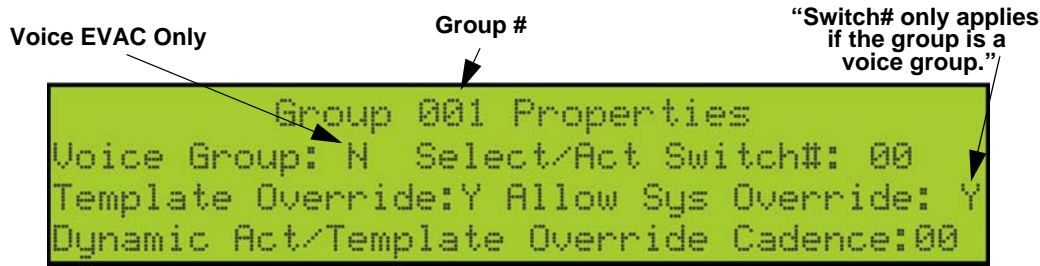 Voice EVAC Only
Group #
“Switch# only applies
if the group is a
voice group.”
Group 001 Properties
Voice Group: N Select/Act Switch#: 00
Template Override:Y Allow Sys Override: Y
Dynamic Act/Template Override Cadence:00